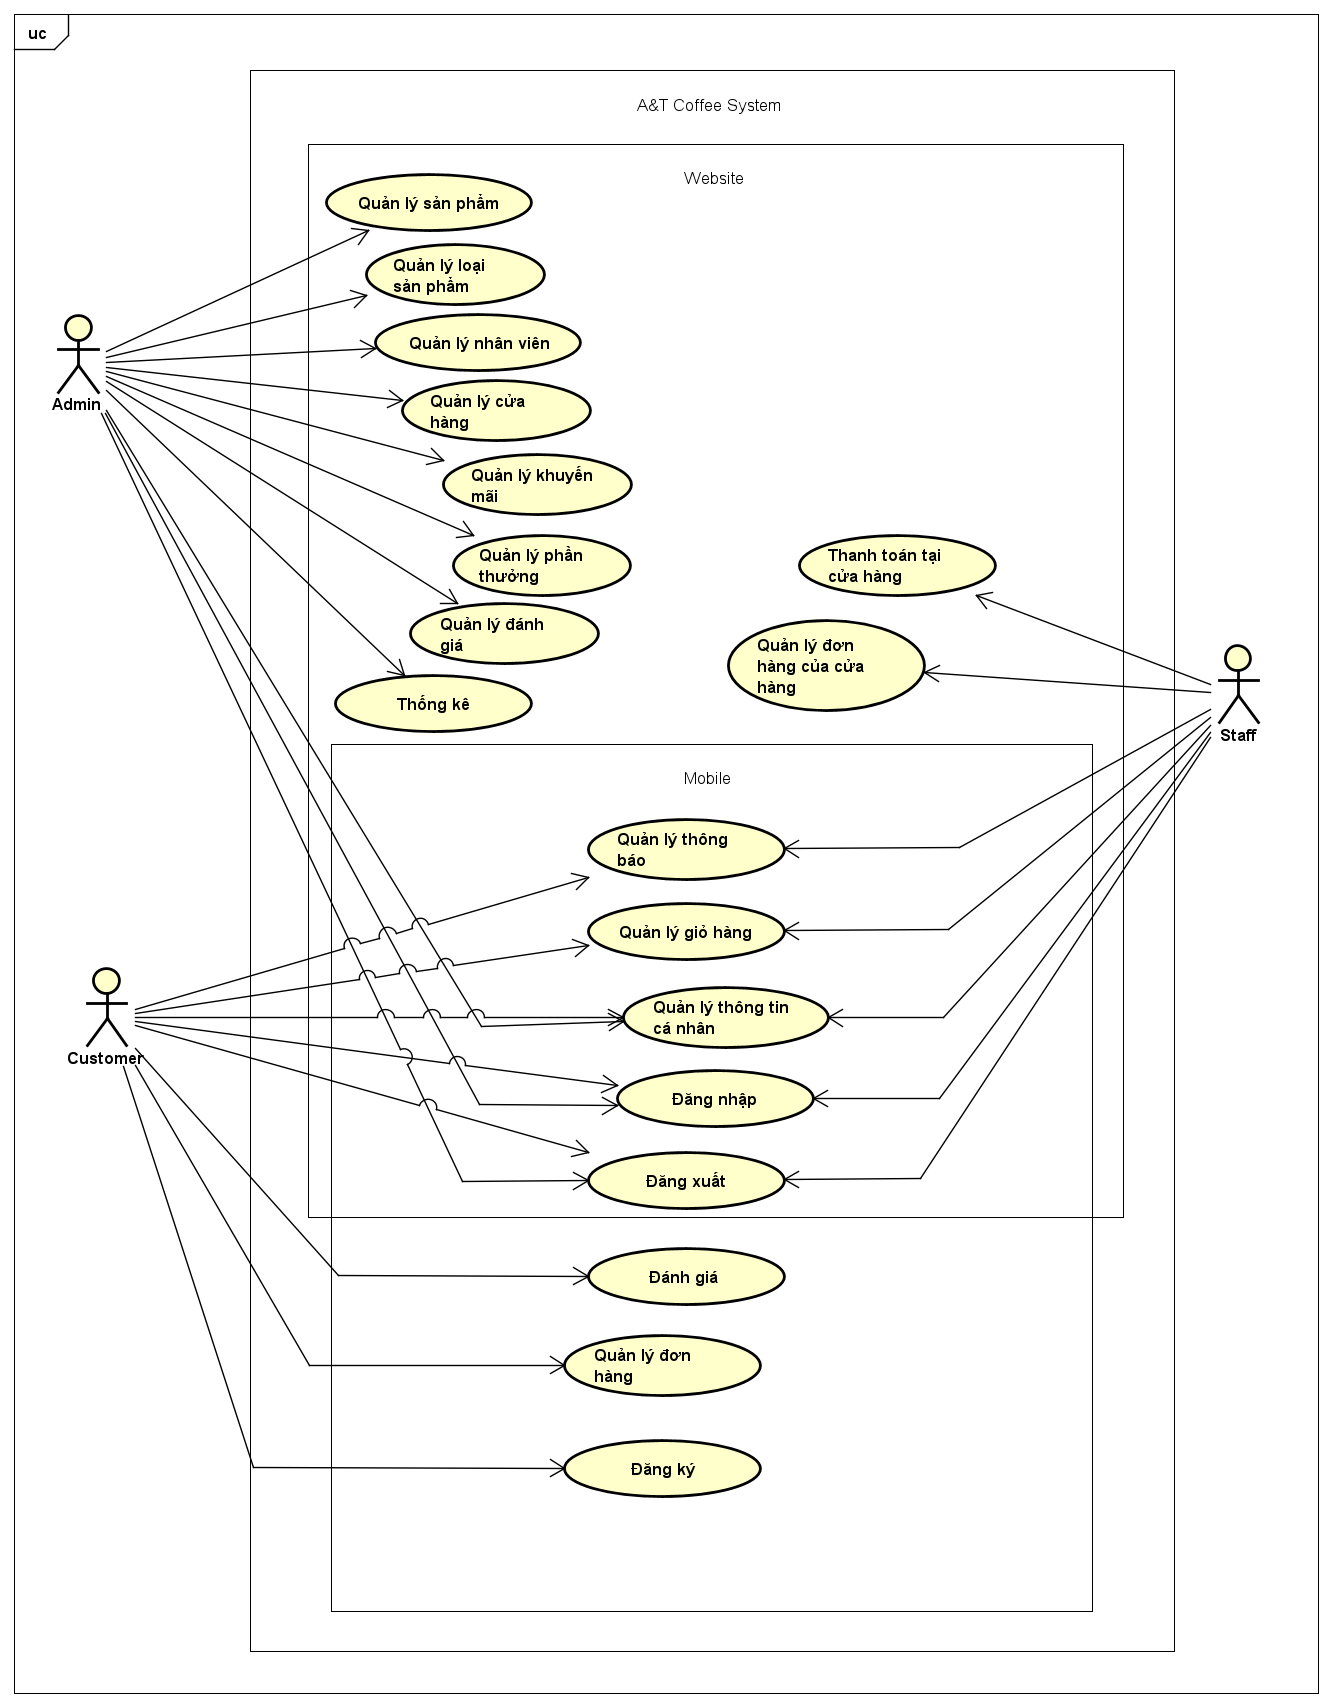 uc
A&T Coffee System
Website
Quản lý sản phẩm
Quản lý loại
sản phẩm
Quản lý nhân viên
Admin
Quản lý cửa
hàng
Quản lý khuyến
mãi
Quản lý phần
thưởng
Thanh toán tại
cửa hàng
Quản lý đánh
giá
Quản lý đơn
hàng của cửa
hàng
Thống kê
Staff
Mobile
Quản lý thông
báo
Quản lý giỏ hàng
Quản lý thông tin
cá nhân
Customer
Đăng nhập
Đăng xuất
Đánh giá
Quản lý đơn
hàng
Đăng ký